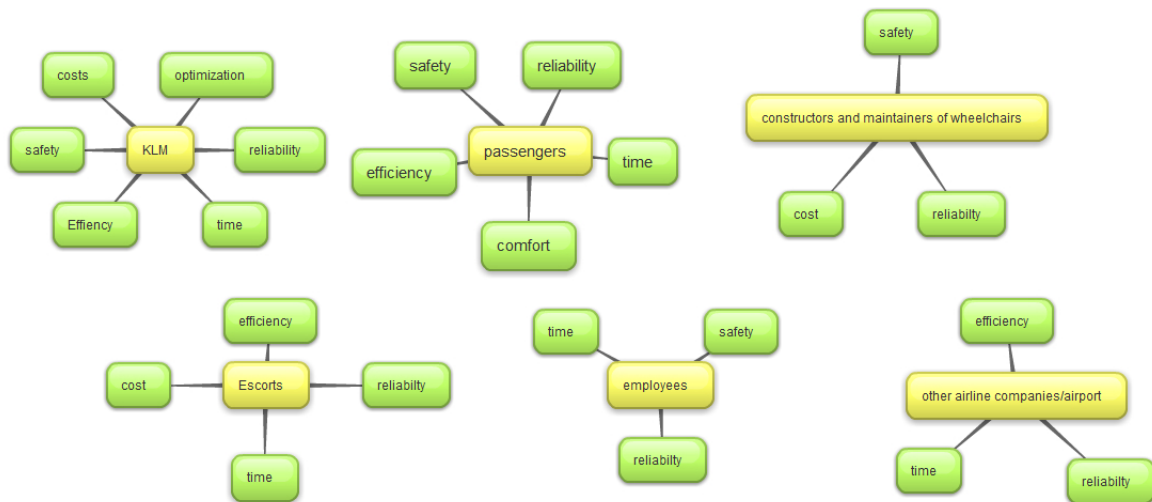 costs
optimization
safety
KLM
reliability
Effiency
time
safety
reliability
passengers
efficiency
time
comfort
safety
constructors and maintainers of wheelchairs
cost
reliabilty
efficiency
cost
Escorts
reliabilty
time
time
safety
employees
reliabilty
efficiency
other airline companies/airport
time
reliabilty